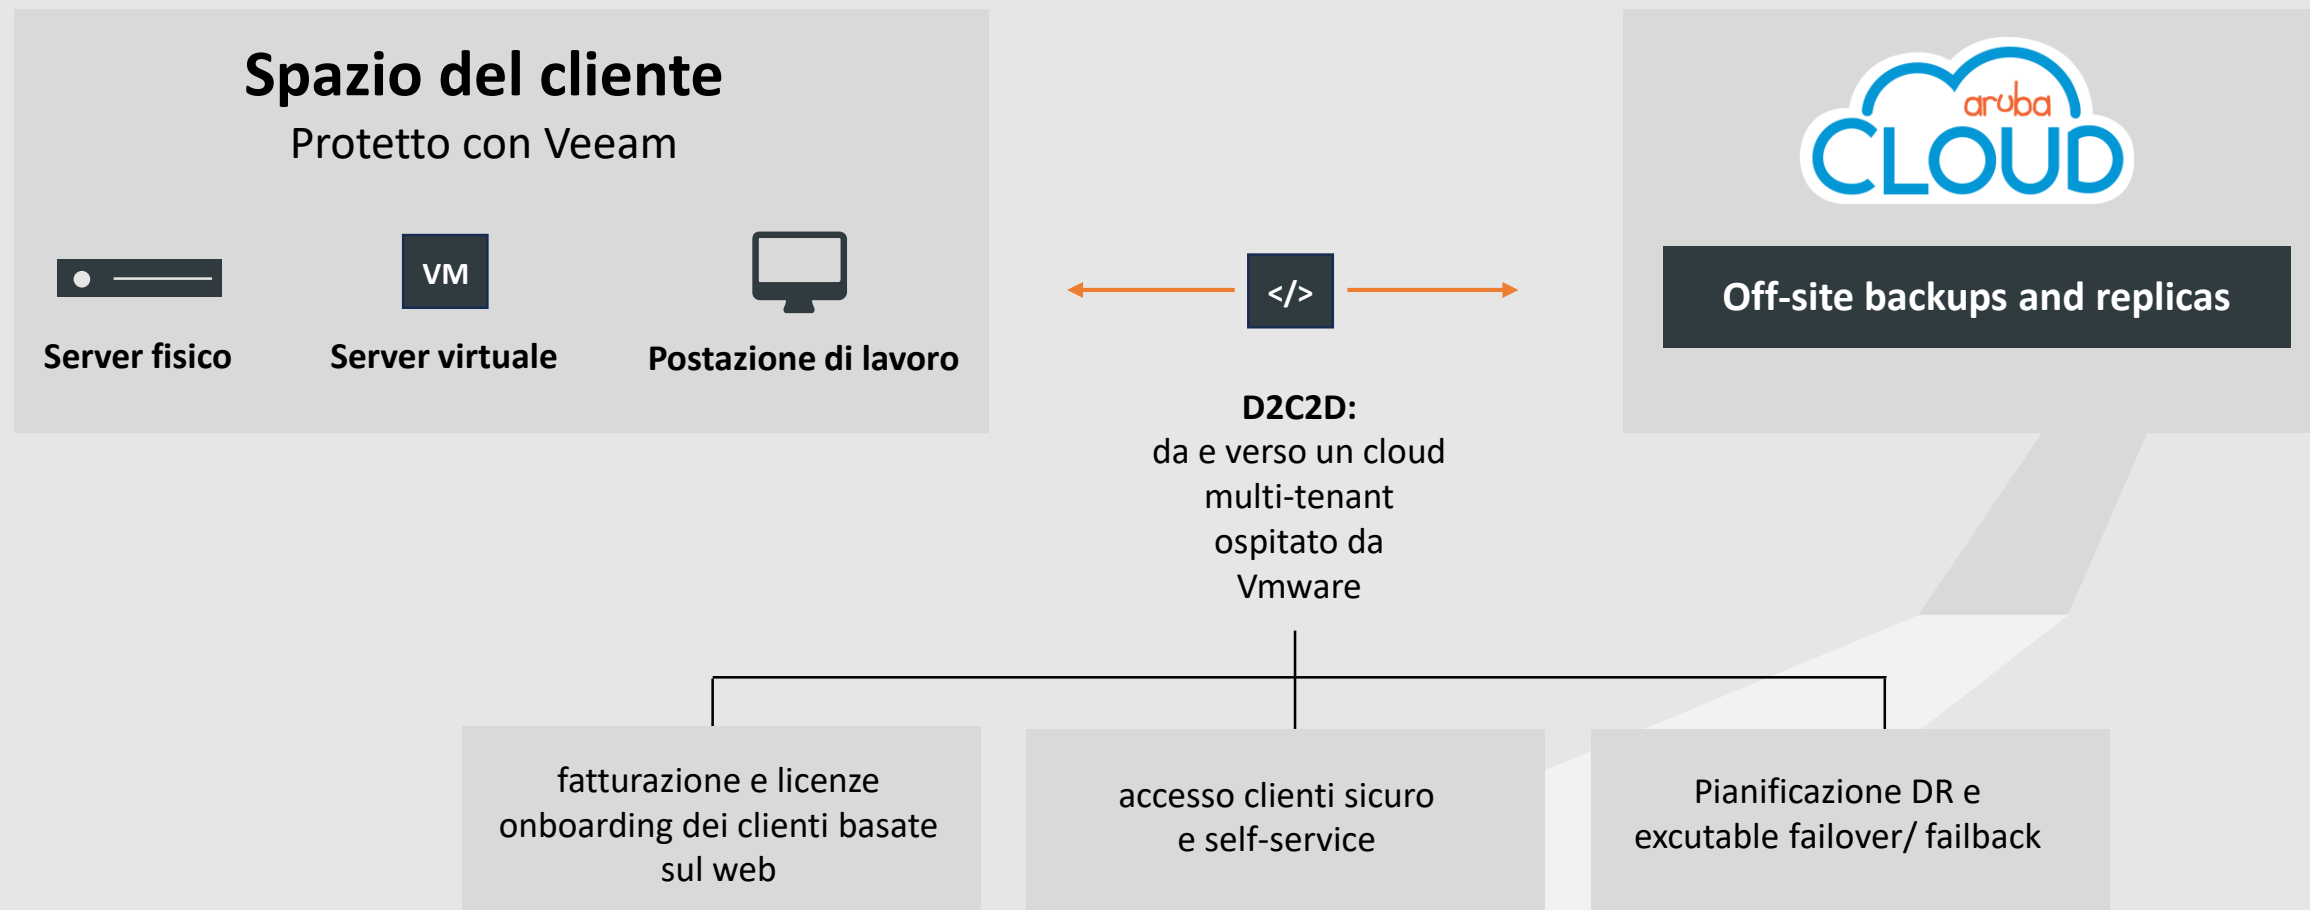 Spazio del cliente
Protetto con Veeam
VM
Server fisico
Server virtuale
Postazione di lavoro
</>
D2C2D:
da e verso un cloud
multi-tenant
ospitato da
Vmware
aruba
CLOUD
Off-site backups and replicas
fatturazione e licenze
onboarding dei clienti basate
sul web
accesso clienti sicuro
e self-service
Pianificazione DR e
excutable failover/ failback